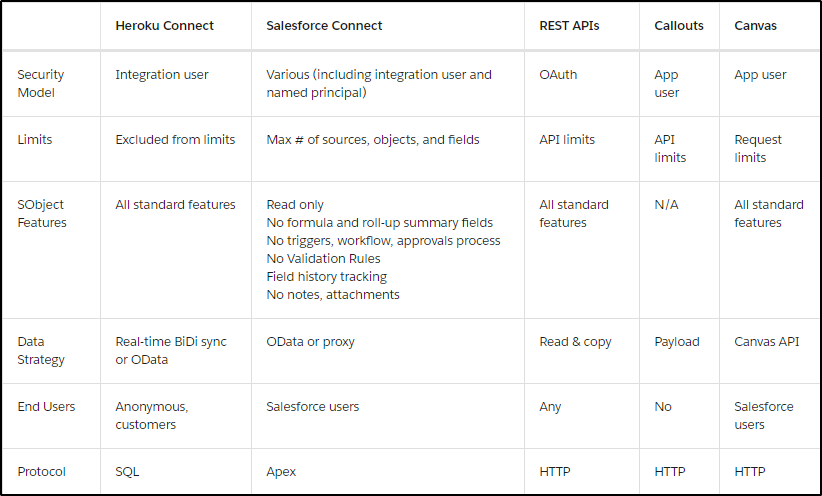 Heroku Connect Salesforce Connect REST APIs Callouts Canvas
Security Model Integration user Various (including integration user and named principal) OAuth App user App user
Limits Excluded from limits Max # of sources, objects, and fields API limits API limits Request limits
SObject Features All standard features Read only
No formula and roll-up summary fields
No triggers, workflow, approvals process
No Validation Rules
Field history tracking
No notes, attachments All standard features N/A All standard features
Data Strategy Real-time BiDi sync or OData OData or proxy Read & copy Payload Canvas API
End Users Anonymous, customers Salesforce users Any No Salesforce users
Protocol SQL Apex HTTP HTTP HTTP